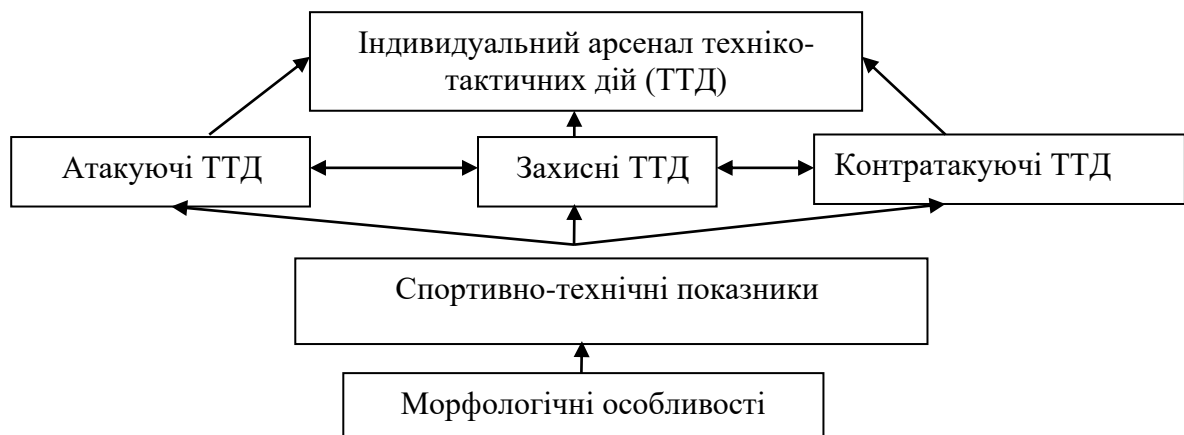 Індивидуальний арсенал техніко-
тактичних дій (ТТД)
Атакуючі ТТД
Захисні ТТД
Контратакуючі ТТД
Спортивно-технічні показники
Морфологічні особливості